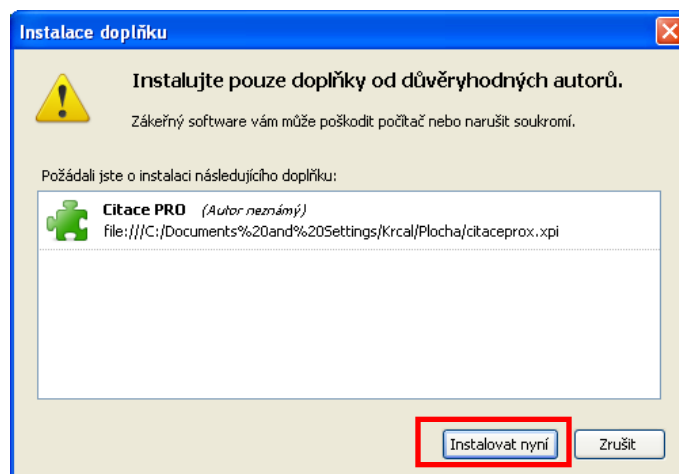 Instalace doplňku
Instalujte pouze doplňky od důvěryhodných autorů.
Zákeřný software vám může poškodit počítač nebo narušit soukromí.
Požádali jste o instalaci následujícího doplňku:
Citace PRO (Autor neznámý)
file:///C:/Documents%20and%20Settings/Krcal/Plocha/citaceprox.xpi
Instalovat nyní Zrušit